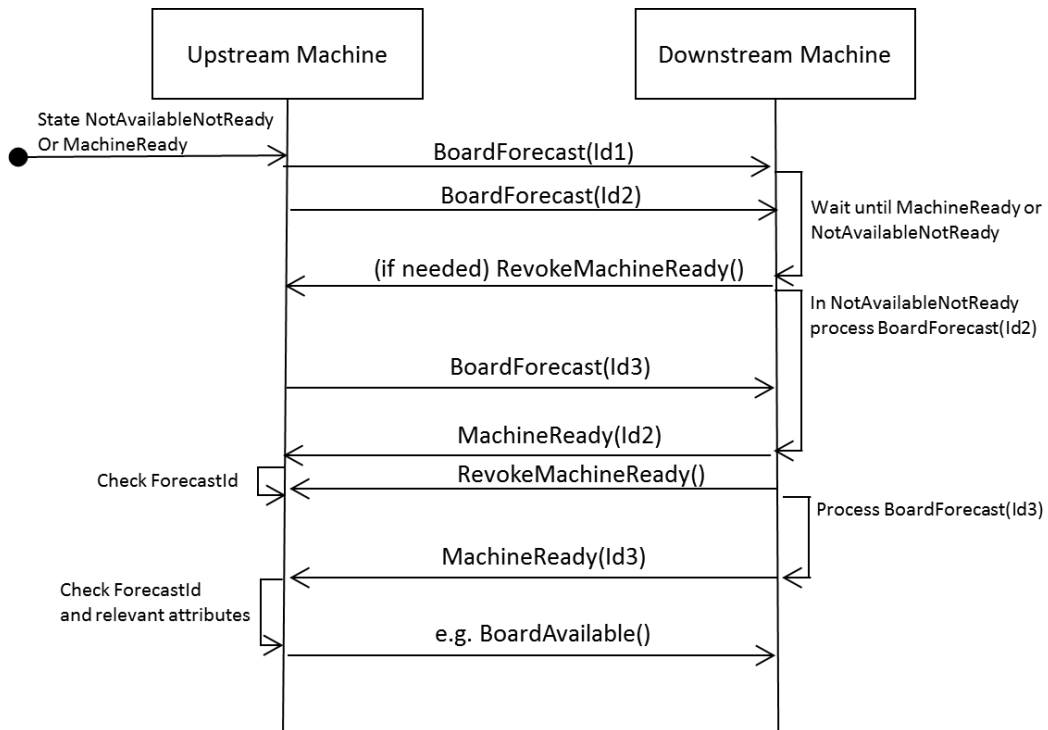 Upstream Machine
Downstream Machine
State NotAvailableNotReady
Or MachineReady
BoardForecast(Id1)
BoardForecast(Id2)
Wait until MachineReady or
NotAvailableNotReady
(if needed) RevokeMachineReady()
In NotAvailableNotReady
process BoardForecast(Id2)
BoardForecast(Id3)
MachineReady(Id2)
Check ForecastId
RevokeMachineReady()
Process BoardForecast(Id3)
MachineReady(Id3)
Check ForecastId
and relevant attributes
e.g. BoardAvailable()